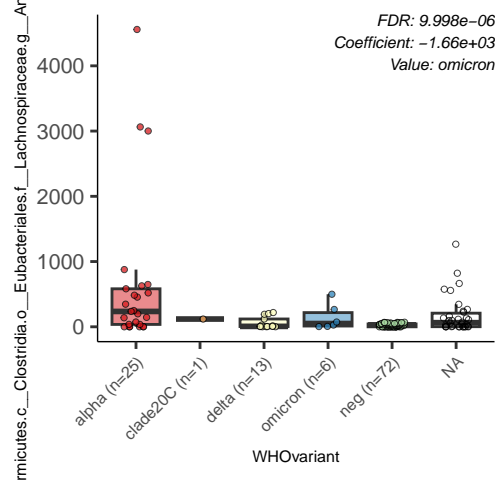 FDR: 9.998e−06
Coefficient: −1.66e+03
Value: omicron
rmicutes.c__Clostridia.o__Eubacteriales.f__Lachnospiraceae.g__An
4000
3000
2000
1000
0
alpha (n=25)
clade20C (n=1)
delta (n=13)
omicron (n=6)
neg (n=72)
NA
WHOvariant